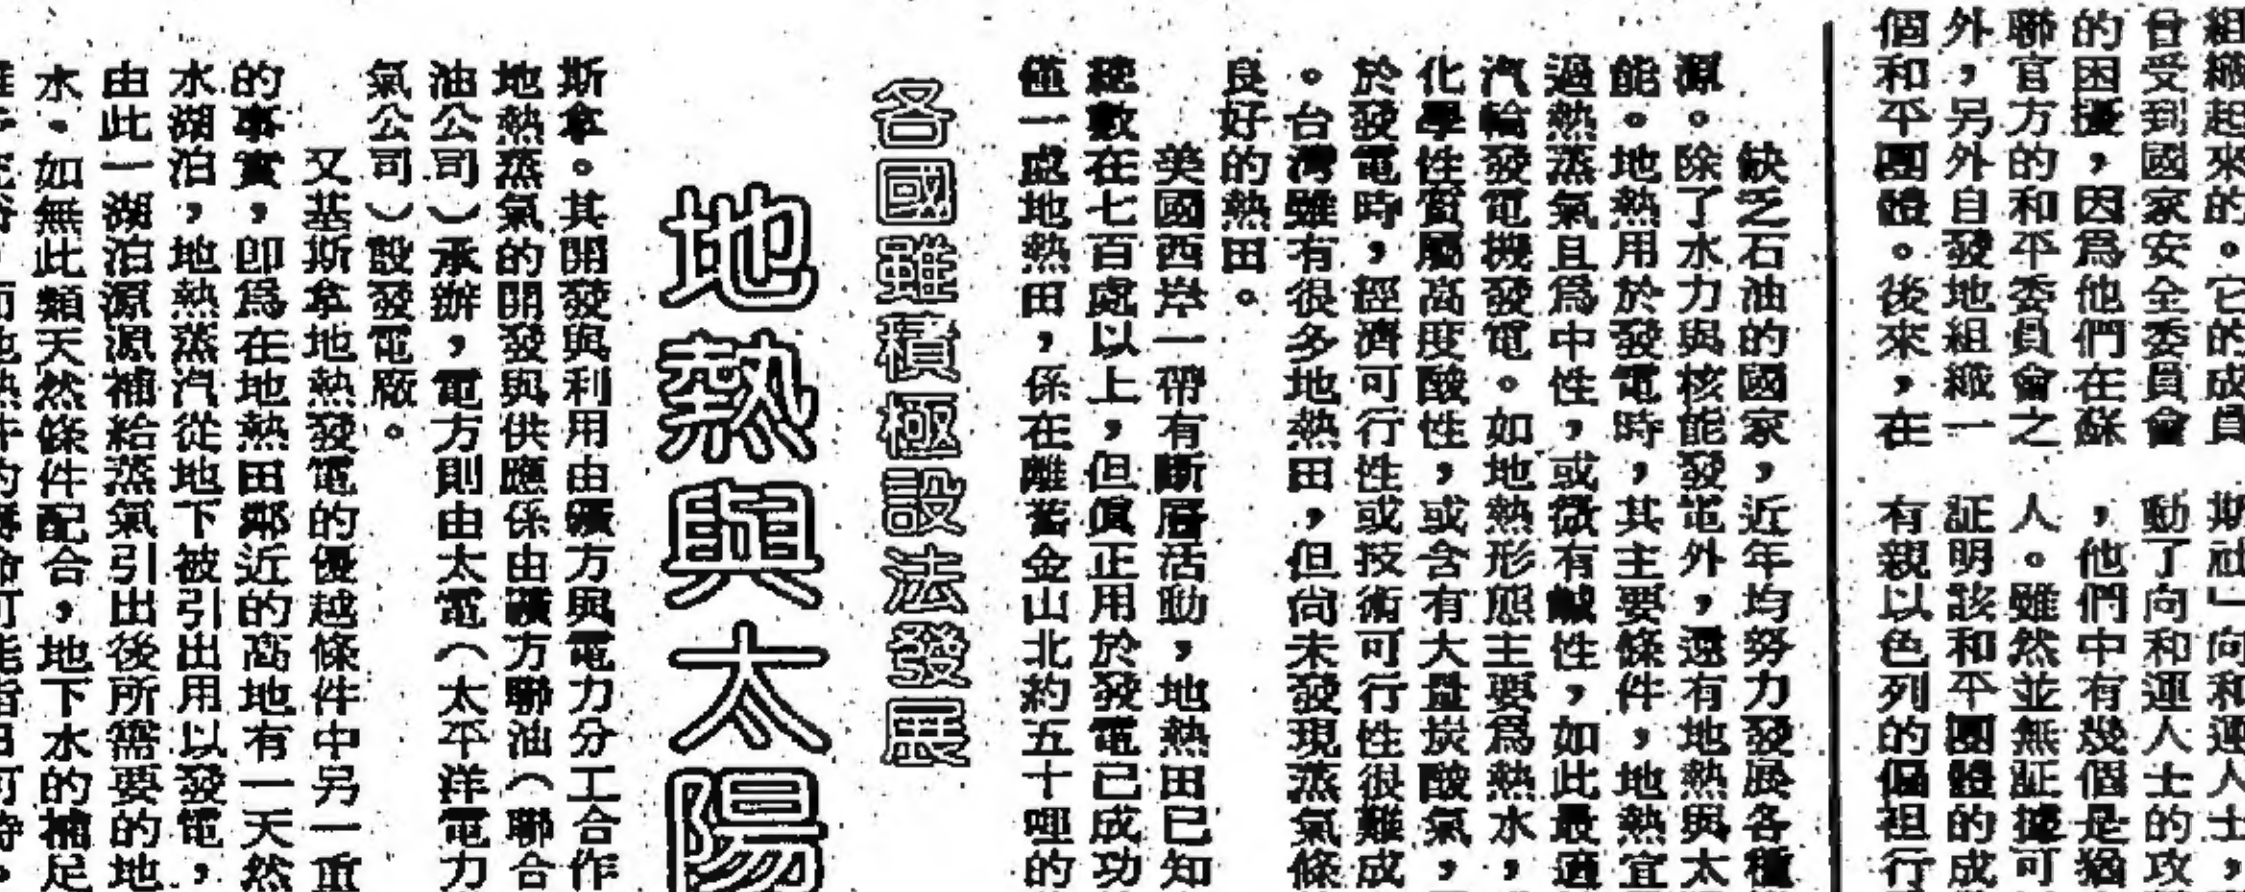 組織起來的。它的成員
曾受到國家安全委員會
的困擾,因爲他們在蘇
聯官方的和平委員會之
外,另外自發地組織一
個和平團體。後來,在
斯社」向和運人士,
動了向和運人士的攻
,他們中有幾個是猶
人。雖然並無証據可
証明該和平團體的成
有親以色列的偏袒行
缺乏石油的國家,近年均努力發展各種
源。除了水力與核能發電外,還有地熱與太
能。地熱用於發電時,其主要條件,地熱宜
過熱蒸氣且爲中性,或微有鹹性,如此最適
汽輪發電機發電。如地熱形態主要爲熱水,
化學性質屬高度酸性,或含有大量炭酸氣,
於發電時,經濟可行性或技術可行性很難成
。台灣雖有很多地熱田,但尚未發現蒸氣條
良好的熱田。
美國西岸一帶有斷層活動,地熱田已知
總數在七百處以上,但眞正用於發電已成功
僅一處地熱田,係在離舊金山北約五十哩的
各國雖積極設法發展
地熱與太陽
斯拿。其開發與利用由礦方與電力分工合作
地熱蒸氣的開發與供應係由礦方聯油(聯合
油公司)承辦,電方則由太電(太平洋電力
氣公司)設發電廠。
又基斯拿地熱發電的優越條件中另一重
的事實,即爲在地熱田鄰近的高地有一天然
水湖泊,地熱蒸汽從地下被引出用以發電,
由此一湖泊源源補給蒸氣引出後所需要的地
水、如無此類天然條件配合,地下水的補足